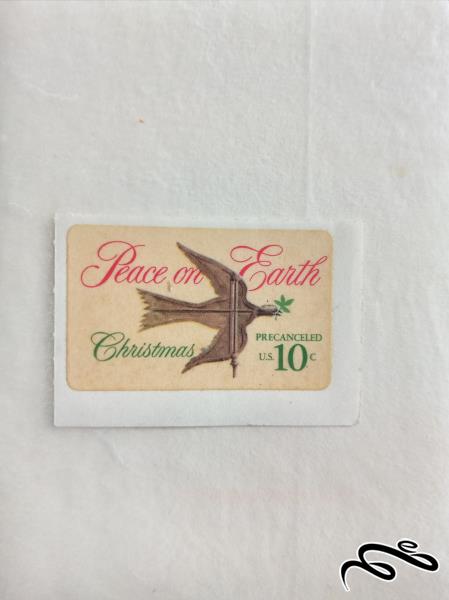 Peace on Earth
Christmas
PRECANCELED
U.S. 10c